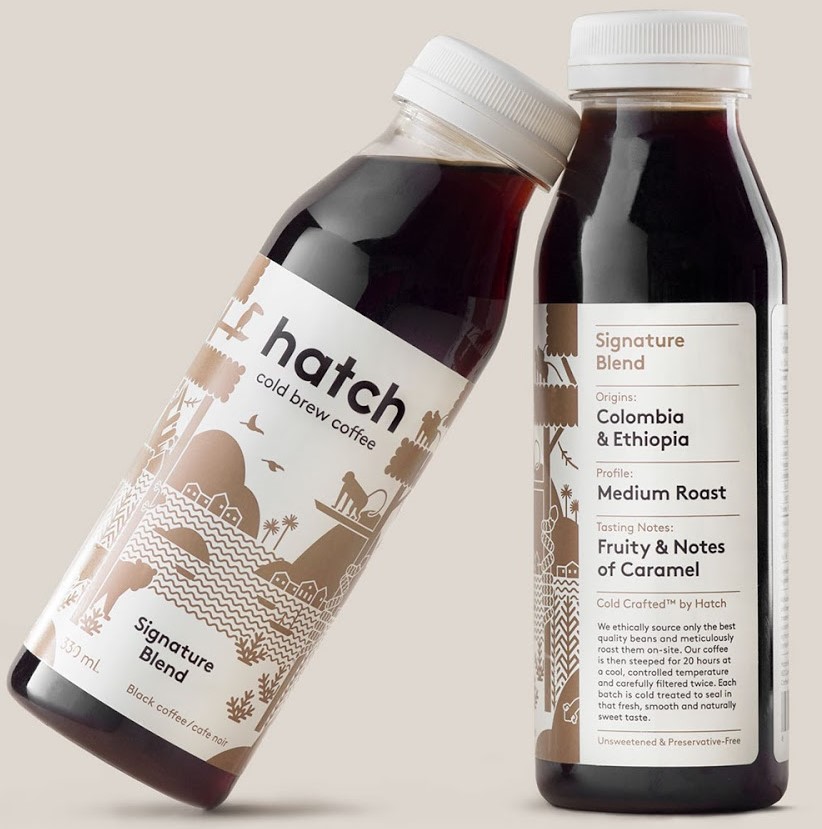 hatch
cold brew coffee
Signature
Blend
330 mL
Black coffee/cafe noir
Signature
Blend
Origins:
Colombia
& Ethiopia
Profile:
Medium Roast
Tasting Notes:
Fruity & Notes
of Caramel
Cold Crafted™ by Hatch
We ethically source only the best
quality beans and meticulously
roast them on-site. Our coffee
is then steeped for 20 hours at
a cool, controlled temperature
and carefully filtered twice. Each
batch is cold treated to seal in
that fresh, smooth and naturally
sweet taste.
Unsweetened & Preservative-Free